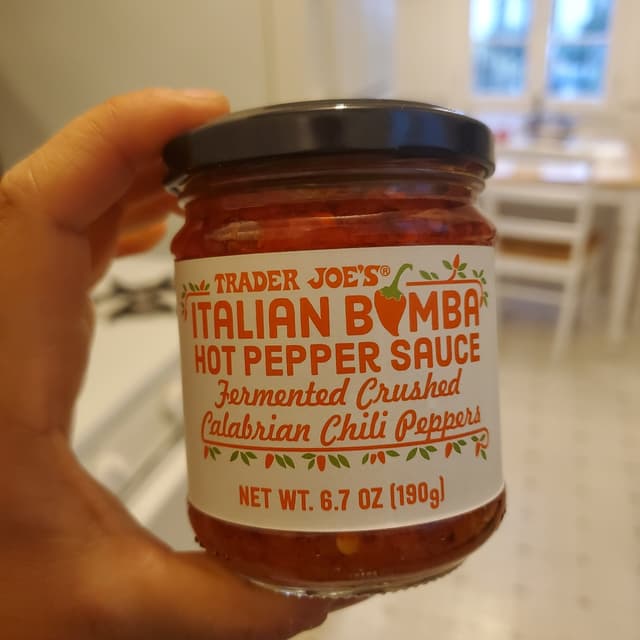 TRADER JOE'S®
ITALIAN BOMBA
HOT PEPPER SAUCE
Fermented Crushed
Calabrian Chili Peppers
NET WT. 6.7 OZ (190g)